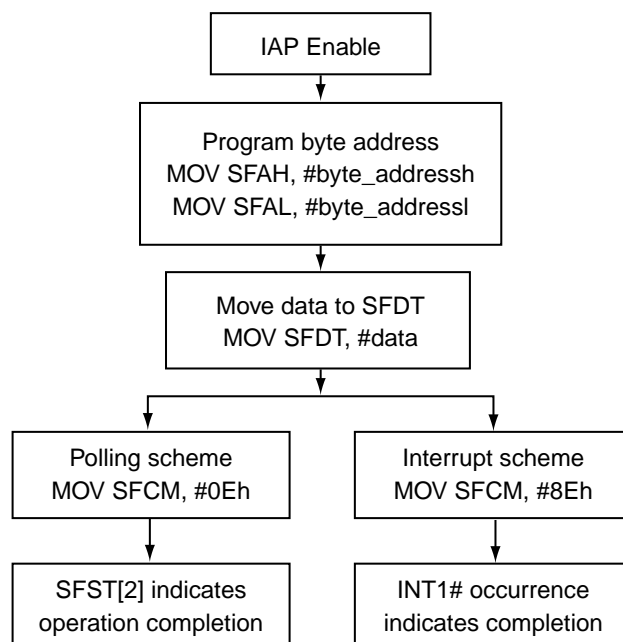 IAP Enable
Program byte address
MOV SFAH, #byte_addressh
MOV SFAL, #byte_addressl
Move data to SFDT
MOV SFDT, #data
Polling scheme
MOV SFCM, #0Eh
Interrupt scheme
MOV SFCM, #8Eh
SFST[2] indicates
operation completion
INT1# occurrence
indicates completion